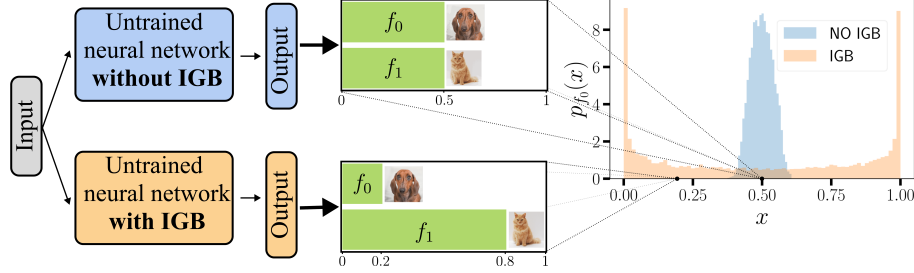 Input
Untrained
neural network
without IGB
Output
f₀
f₁
0
0.5
1
Untrained
neural network
with IGB
Output
f₀
f₁
0
0.2
0.8
1
p_{f₀}(x)
8
6
4
2
0
NO IGB
IGB
0.00
0.25
0.50
0.75
1.00
x